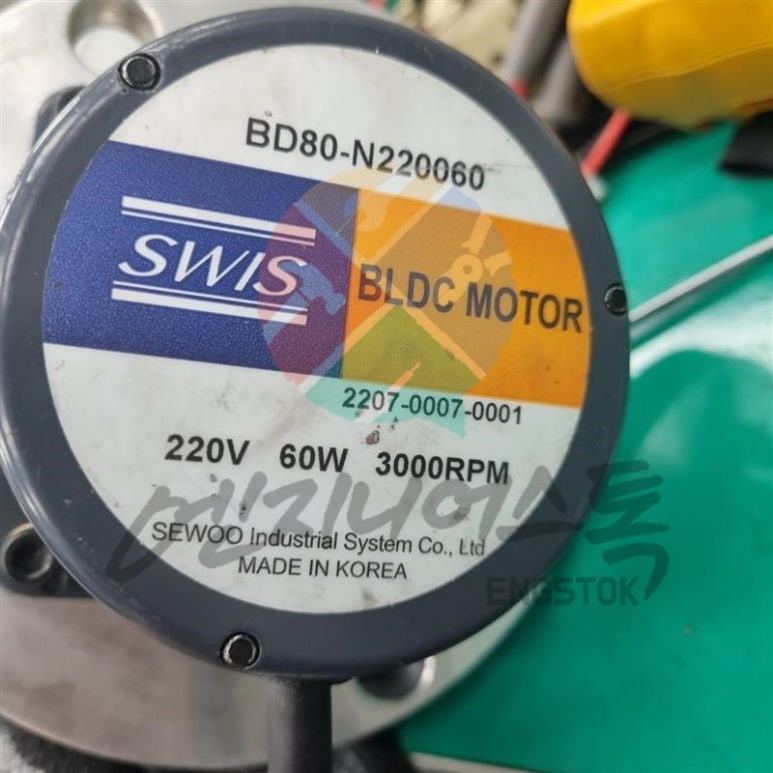 BD80-N220060
SWIS
BLDC MOTOR
2207-0007-0001
220V 60W 3000RPM
SEWOO Industrial System Co., Ltd
MADE IN KOREA
엔지니어스톡
ENGSTOK